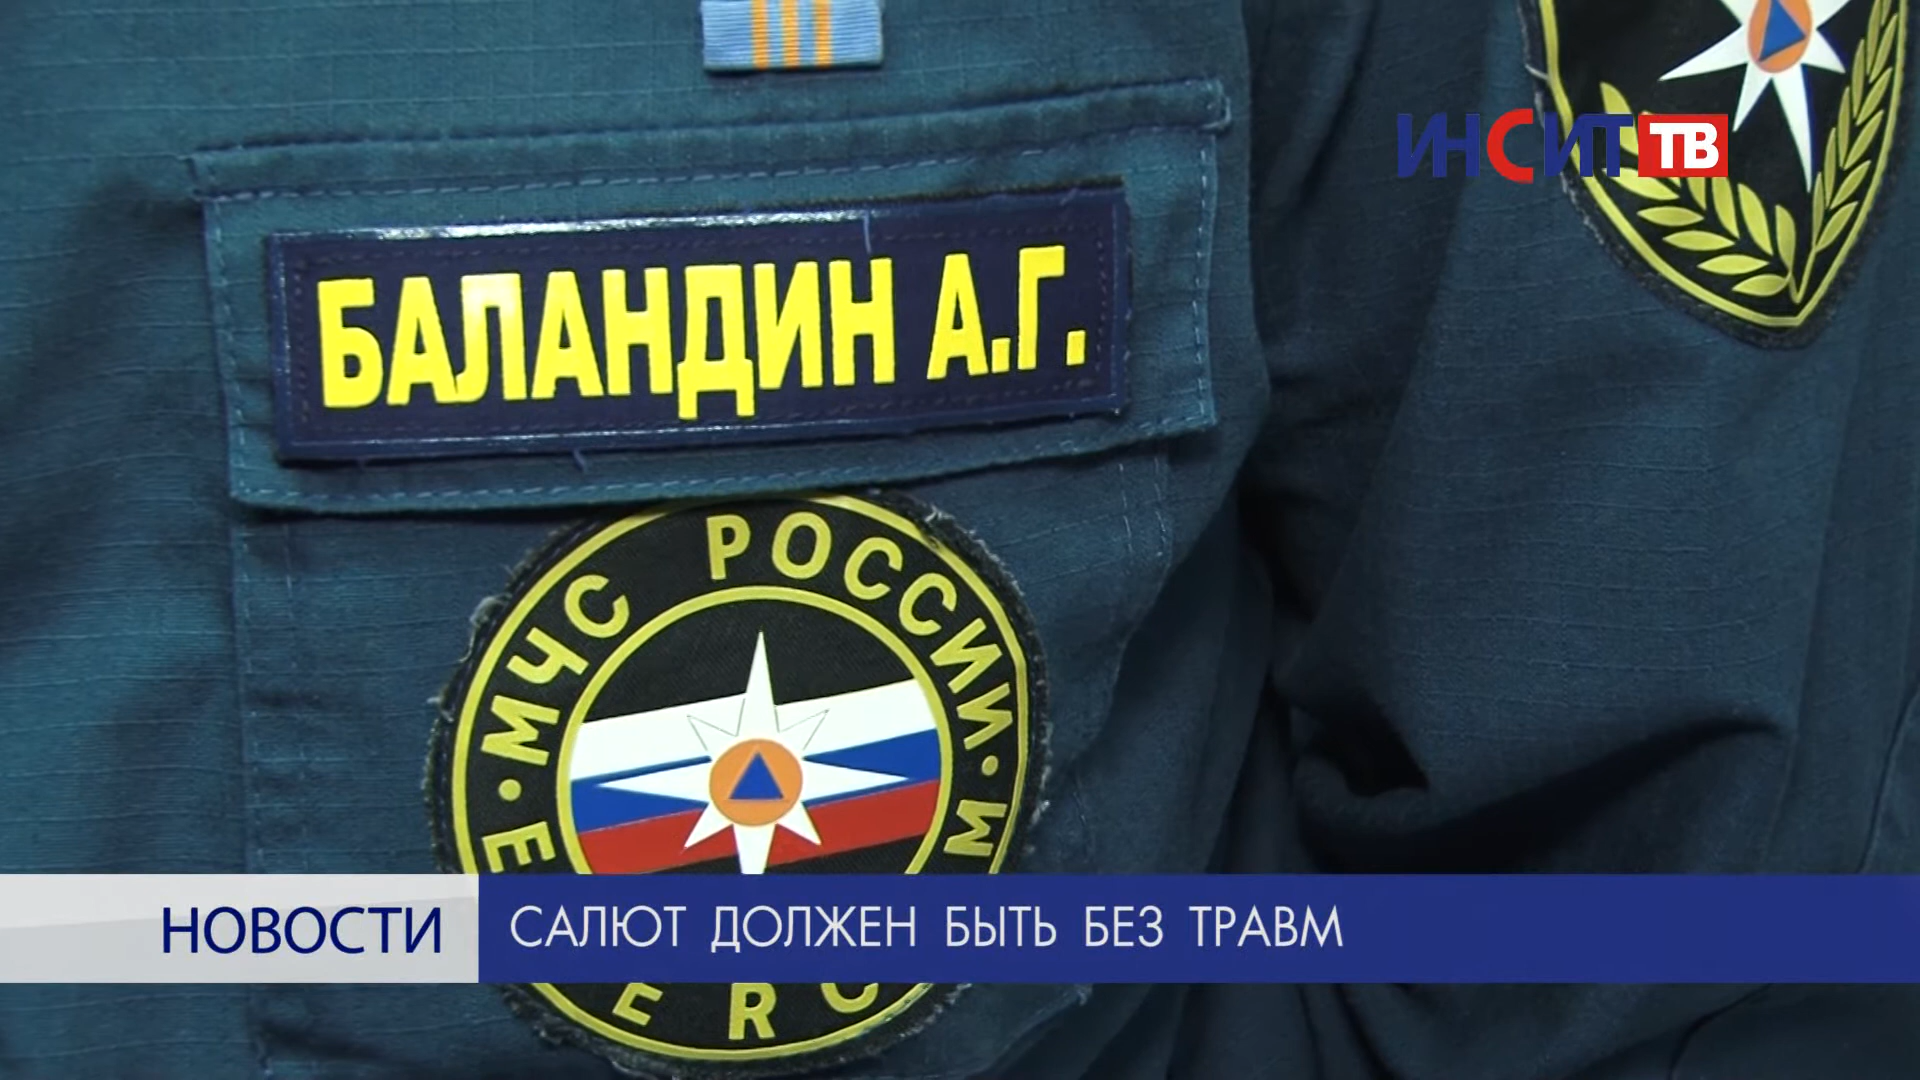 ИНСИТ ТВ
БАЛАНДИН А.Г.
МЧС РОССИИ
НОВОСТИ
САЛЮТ ДОЛЖЕН БЫТЬ БЕЗ ТРАВМ